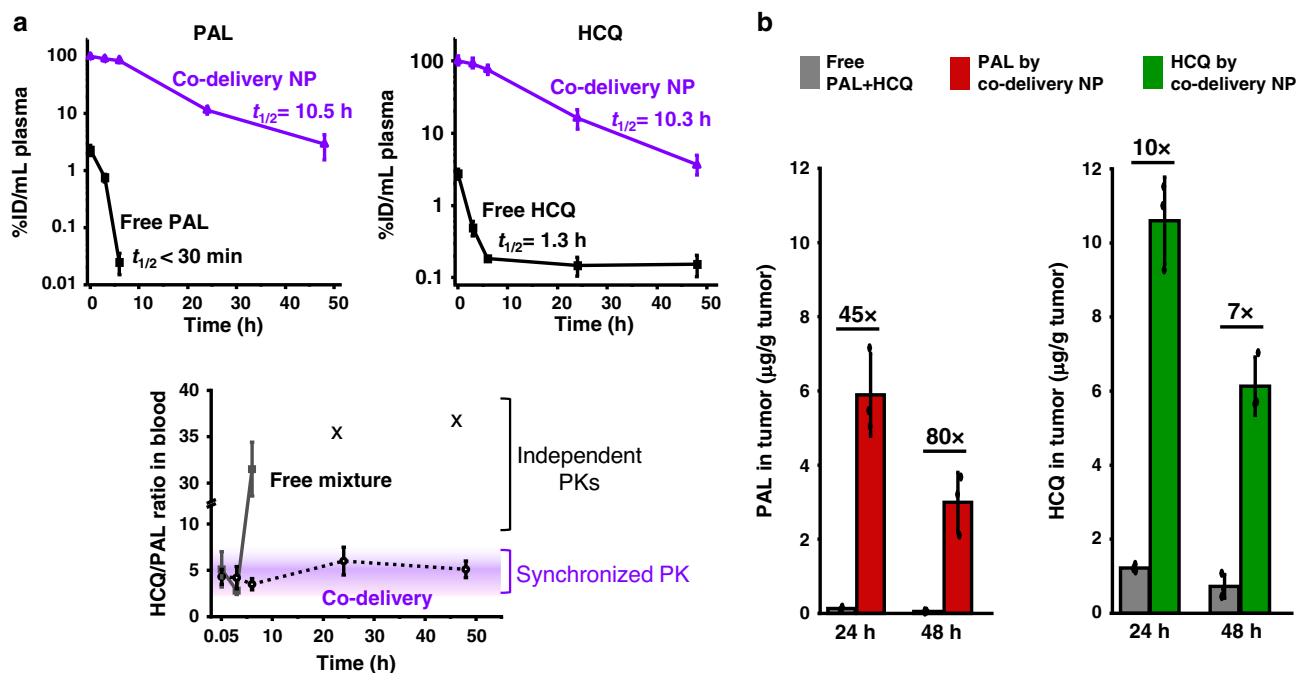 a
PAL
%ID/mL plasma
100
10
1
0.1
0.01
Co-delivery NP
t1/2= 10.5 h
Free PAL
t1/2 < 30 min
0 10 20 30 40 50
Time (h)
HCQ
%ID/mL plasma
100
10
1
0.1
Co-delivery NP
t1/2= 10.3 h
Free HCQ
t1/2= 1.3 h
0 10 20 30 40 50
Time (h)
HCQ/PAL ratio in blood
40
35
30
10
5
0
x x
Free mixture
Independent
PKs
Synchronized PK
Co-delivery
0.05 10 20 30 40 50
Time (h)
b
Free
PAL+HCQ
PAL by
co-delivery NP
HCQ by
co-delivery NP
PAL in tumor (µg/g tumor)
12
10
8
6
4
2
0
45×
80×
24 h 48 h
HCQ in tumor (µg/g tumor)
12
10
8
6
4
2
0
10×
7×
24 h 48 h